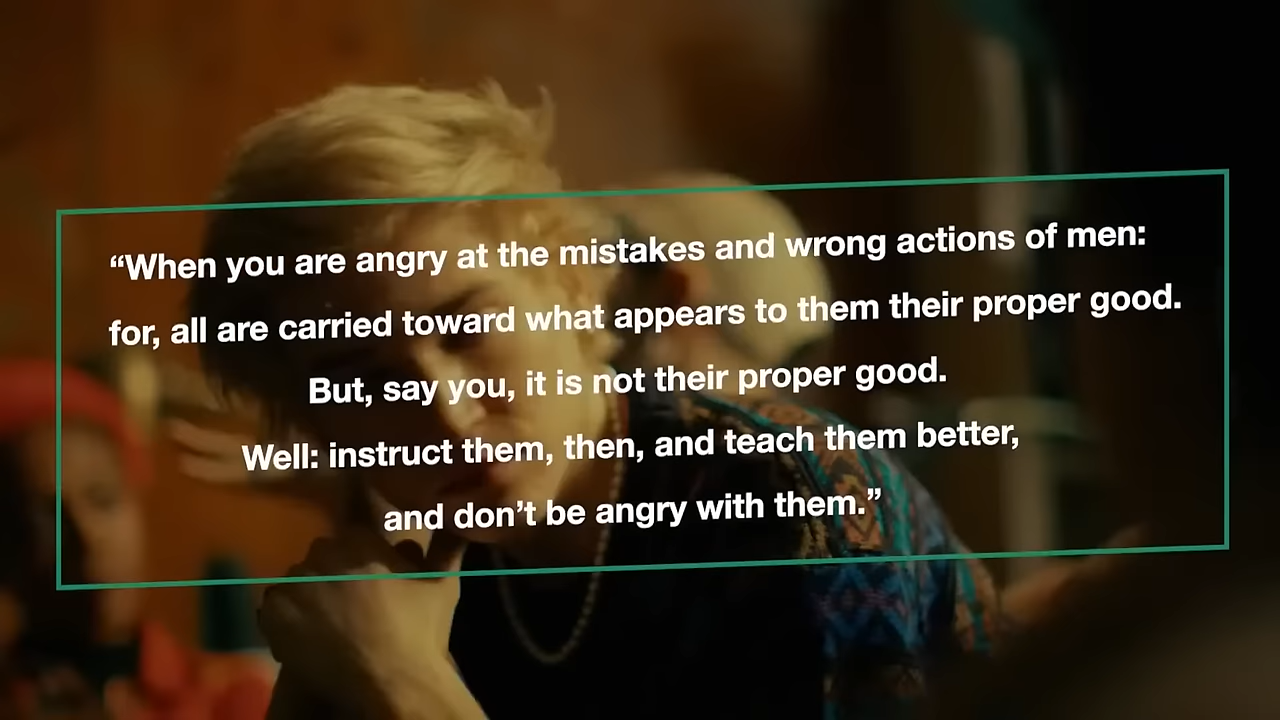 “When you are angry at the mistakes and wrong actions of men:
for, all are carried toward what appears to them their proper good.
But, say you, it is not their proper good.
Well: instruct them, then, and teach them better,
and don’t be angry with them.”